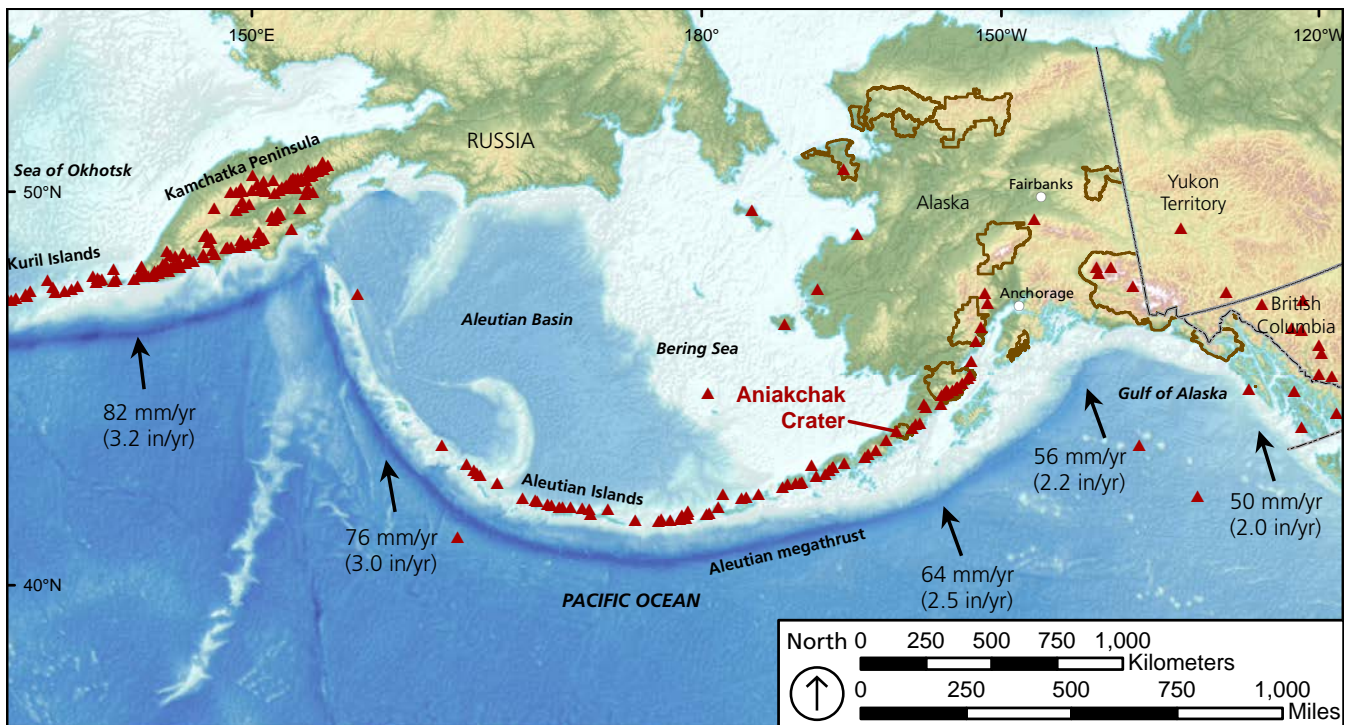 150°E
180°
150°W
120°W
RUSSIA
Sea of Okhotsk
Kamchatka Peninsula
50°N
Fairbanks
Alaska
Yukon
Territory
Kuril Islands
Anchorage
British
Columbia
Aleutian Basin
Bering Sea
Aniakchak
Crater
Gulf of Alaska
82 mm/yr
(3.2 in/yr)
56 mm/yr
(2.2 in/yr)
50 mm/yr
(2.0 in/yr)
Aleutian Islands
76 mm/yr
(3.0 in/yr)
Aleutian megathrust
40°N
64 mm/yr
(2.5 in/yr)
PACIFIC OCEAN
North
0 250 500 750 1,000
Kilometers
0 250 500 750 1,000
Miles